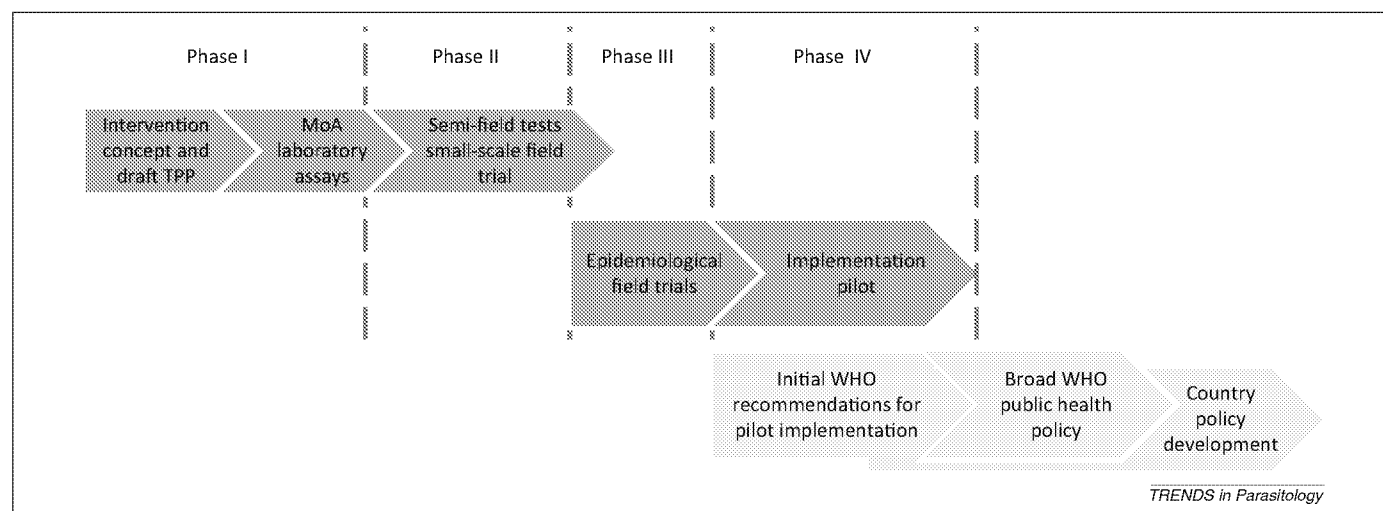 Phase I
Phase II
Phase III
Phase IV
Intervention
concept and
draft TPP
MoA
laboratory
assays
Semi-field tests
small-scale field
trial
Epidemiological
field trials
Implementation
pilot
Initial WHO
recommendations for
pilot implementation
Broad WHO
public health
policy
Country
policy
development
TRENDS in Parasitology